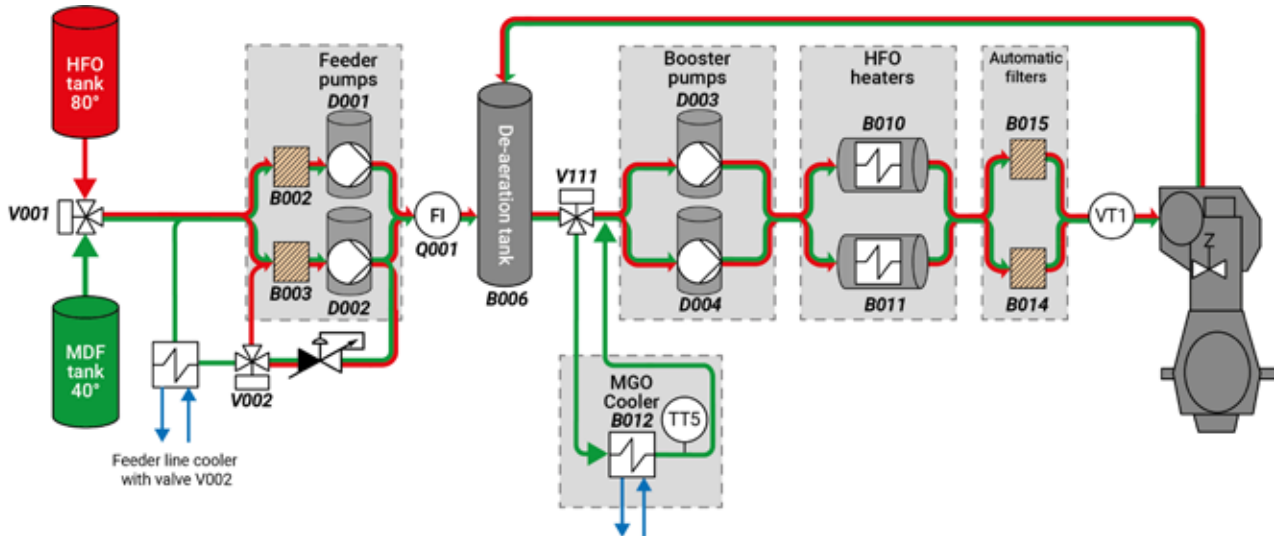 HFO
tank
80°
V001
MDF
tank
40°
Feeder line cooler
with valve V002
V002
Feeder
pumps
D001
B002
B003
D002
FI
Q001
De-aeration tank
B006
V111
MGO
Cooler
B012
TT5
Booster
pumps
D003
D004
HFO
heaters
B010
B011
Automatic
filters
B015
B014
VT1